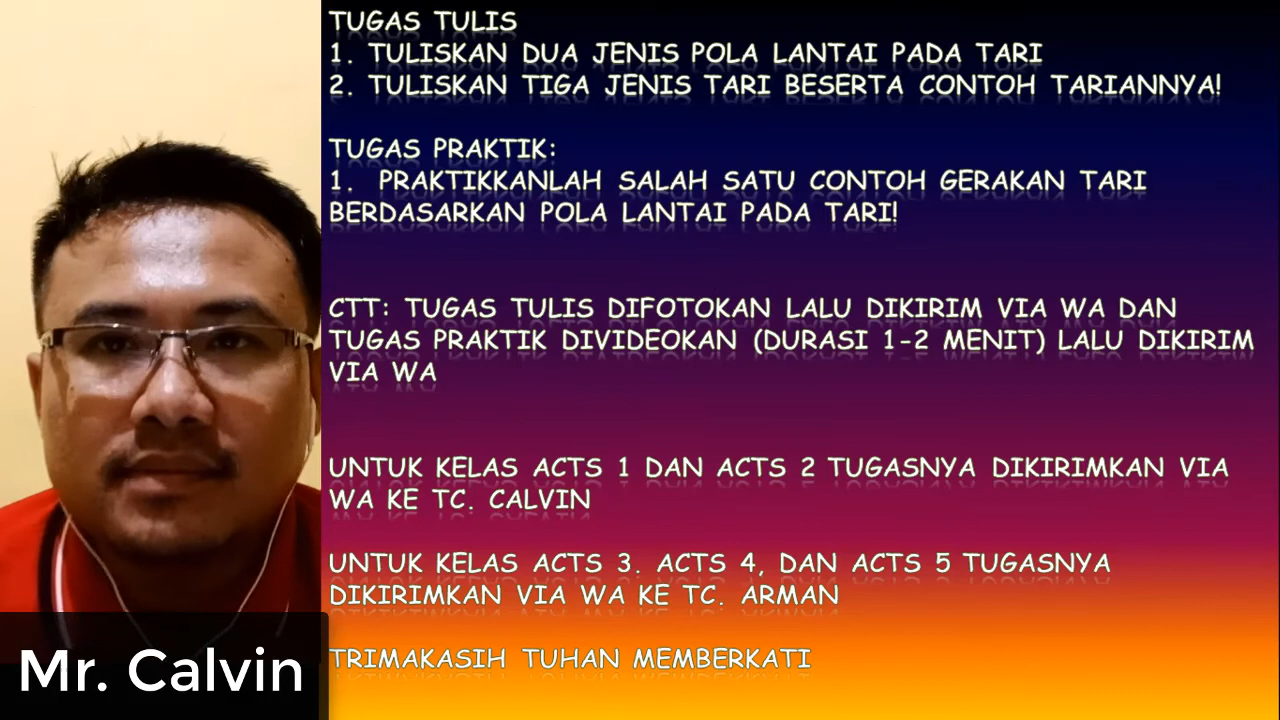 TUGAS TULIS
1. TULISKAN DUA JENIS POLA LANTAI PADA TARI
2. TULISKAN TIGA JENIS TARI BESERTA CONTOH TARIANNYA!
TUGAS PRAKTIK:
1. PRAKTIKKANLAH SALAH SATU CONTOH GERAKAN TARI
BERDASARKAN POLA LANTAI PADA TARI!
CTT: TUGAS TULIS DIFOTOKAN LALU DIKIRIM VIA WA DAN
TUGAS PRAKTIK DIVIDEOKAN (DURASI 1-2 MENIT) LALU DIKIRIM
VIA WA
UNTUK KELAS ACTS 1 DAN ACTS 2 TUGASNYA DIKIRIMKAN VIA
WA KE TC. CALVIN
UNTUK KELAS ACTS 3. ACTS 4, DAN ACTS 5 TUGASNYA
DIKIRIMKAN VIA WA KE TC. ARMAN
TRIMAKASIH TUHAN MEMBERKATI
Mr. Calvin